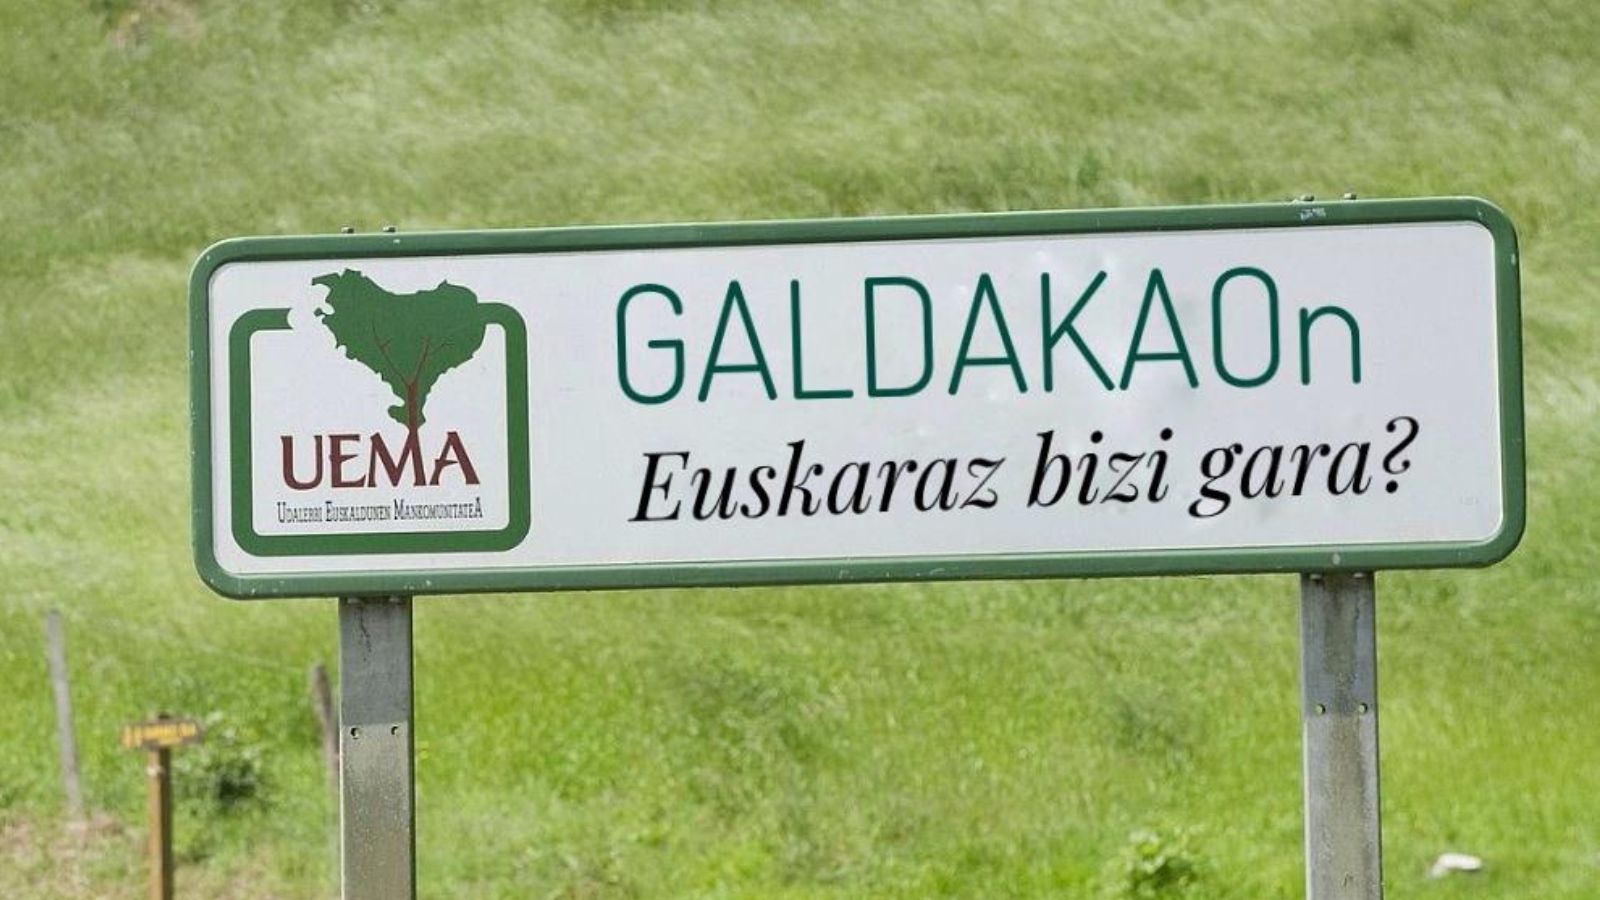 UEMA
UDALERRI EUSKALDUNEN MANKOMUNITATEA
GALDAKAOn
Euskaraz bizi gara?